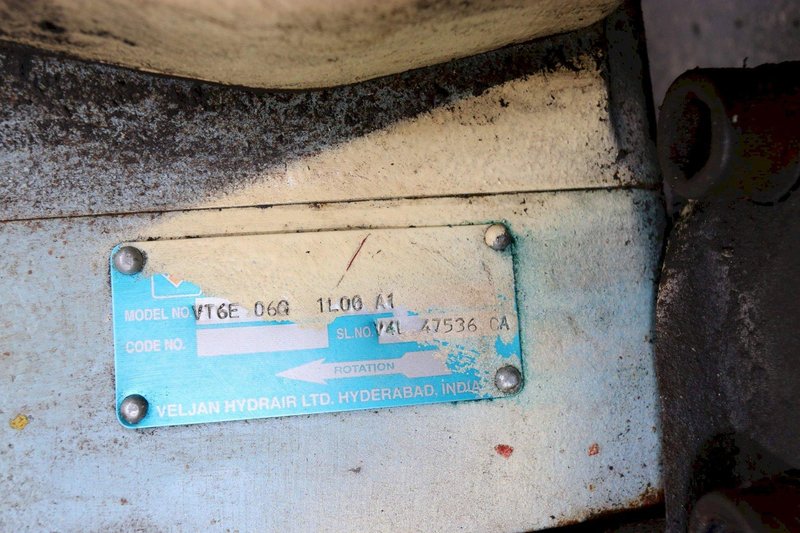 MODEL NO VT6E 06G 1L00 A1
CODE NO. SL.NO. V4L 47536 CA
ROTATION
VELJAN HYDRAIR LTD. HYDERABAD, INDIA